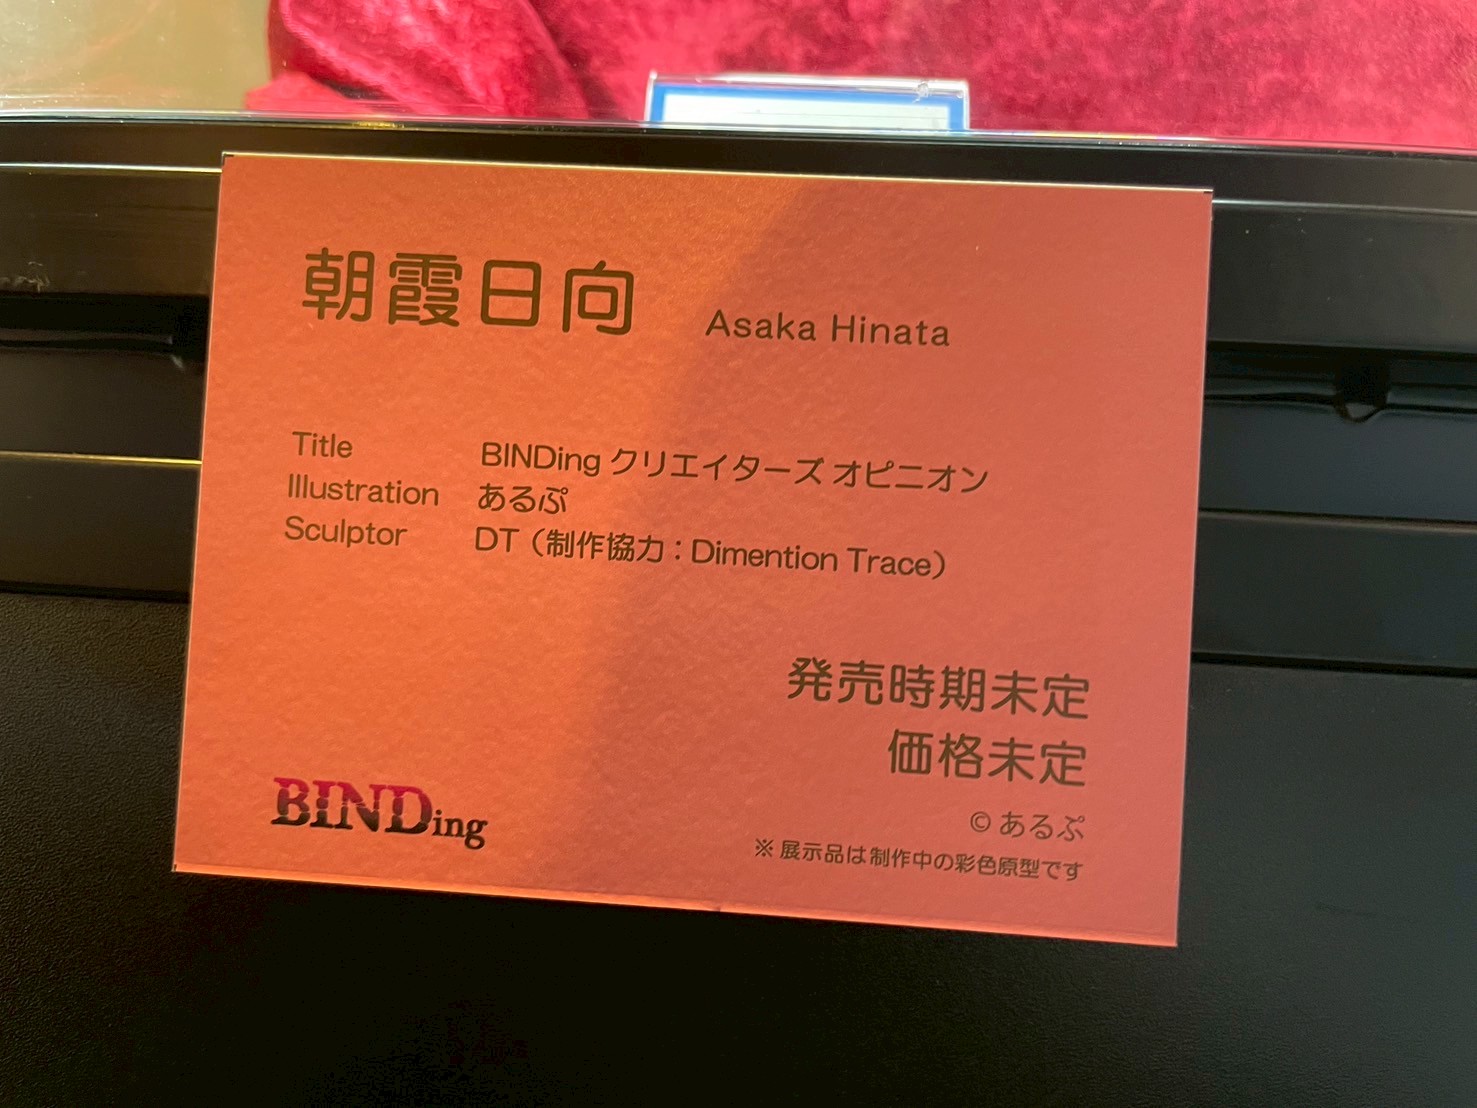 朝霞日向 Asaka Hinata
Title BINDing クリエイターズ オピニオン
Illustration あるぷ
Sculptor DT（制作協力：Dimention Trace）
発売時期未定
価格未定
© あるぷ
※ 展示品は制作中の彩色原型です
BINDing